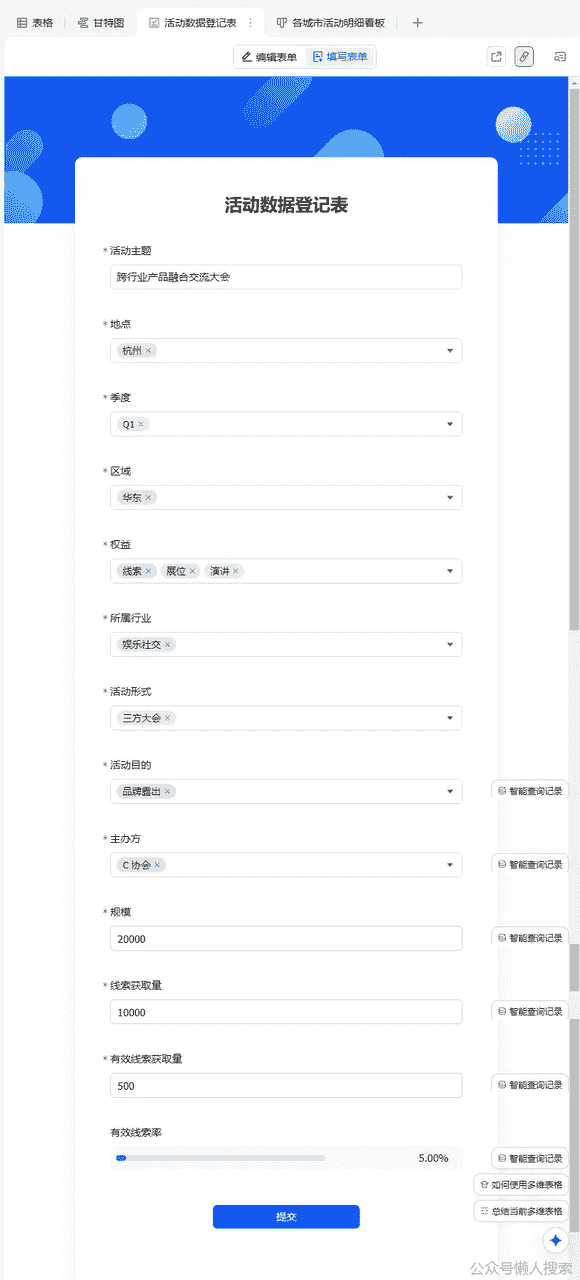 表格 甘特图 活动数据登记表 各城市活动明细看板
编辑表单 填写表单
活动数据登记表
* 活动主题
跨行业产品融合交流大会
* 地点
杭州 ×
* 季度
Q1 ×
* 区域
华东 ×
* 权益
线索 × 展位 × 演讲 ×
* 所属行业
娱乐社交 ×
* 活动形式
三方大会 ×
* 活动目的
品牌露出 ×
智能查询记录
* 主办方
C 协会 ×
智能查询记录
* 规模
20000
智能查询记录
* 线索获取量
10000
智能查询记录
* 有效线索获取量
500
智能查询记录
有效线索率
5.00%
智能查询记录
如何使用多维表格
总结当前多维表格
提交
公众号懒人搜索